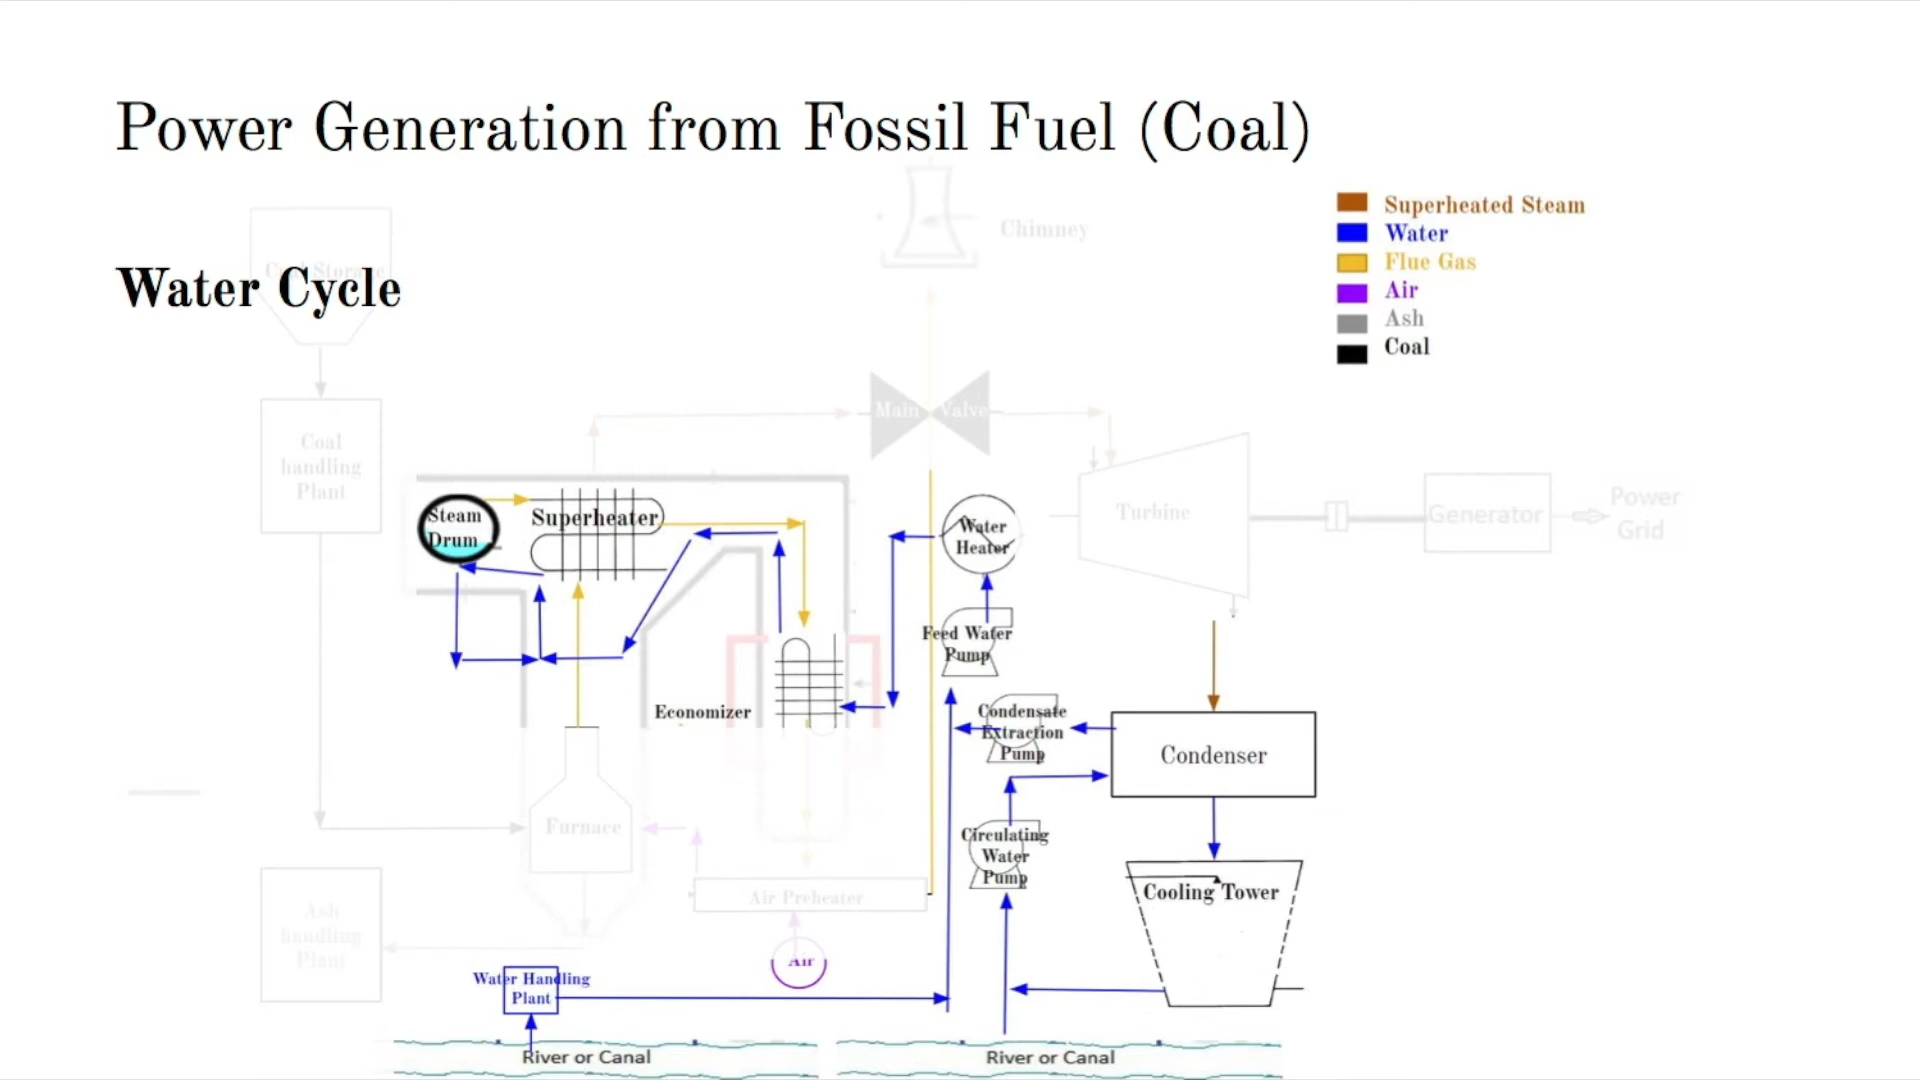 Power Generation from Fossil Fuel (Coal)
Chimney
Superheated Steam
Water
Flue Gas
Air
Ash
Coal
Coal Storage
Water Cycle
Main Valve
Coal
handling
Plant
Steam
Drum
Superheater
Water
Heater
Turbine
Generator
Power
Grid
Feed Water
Pump
Economizer
Condensate
Extraction
Pump
Condenser
Furnace
Circulating
Water
Pump
Cooling Tower
Air Preheater
Ash
handling
Plant
Air
Water Handling
Plant
River or Canal
River or Canal